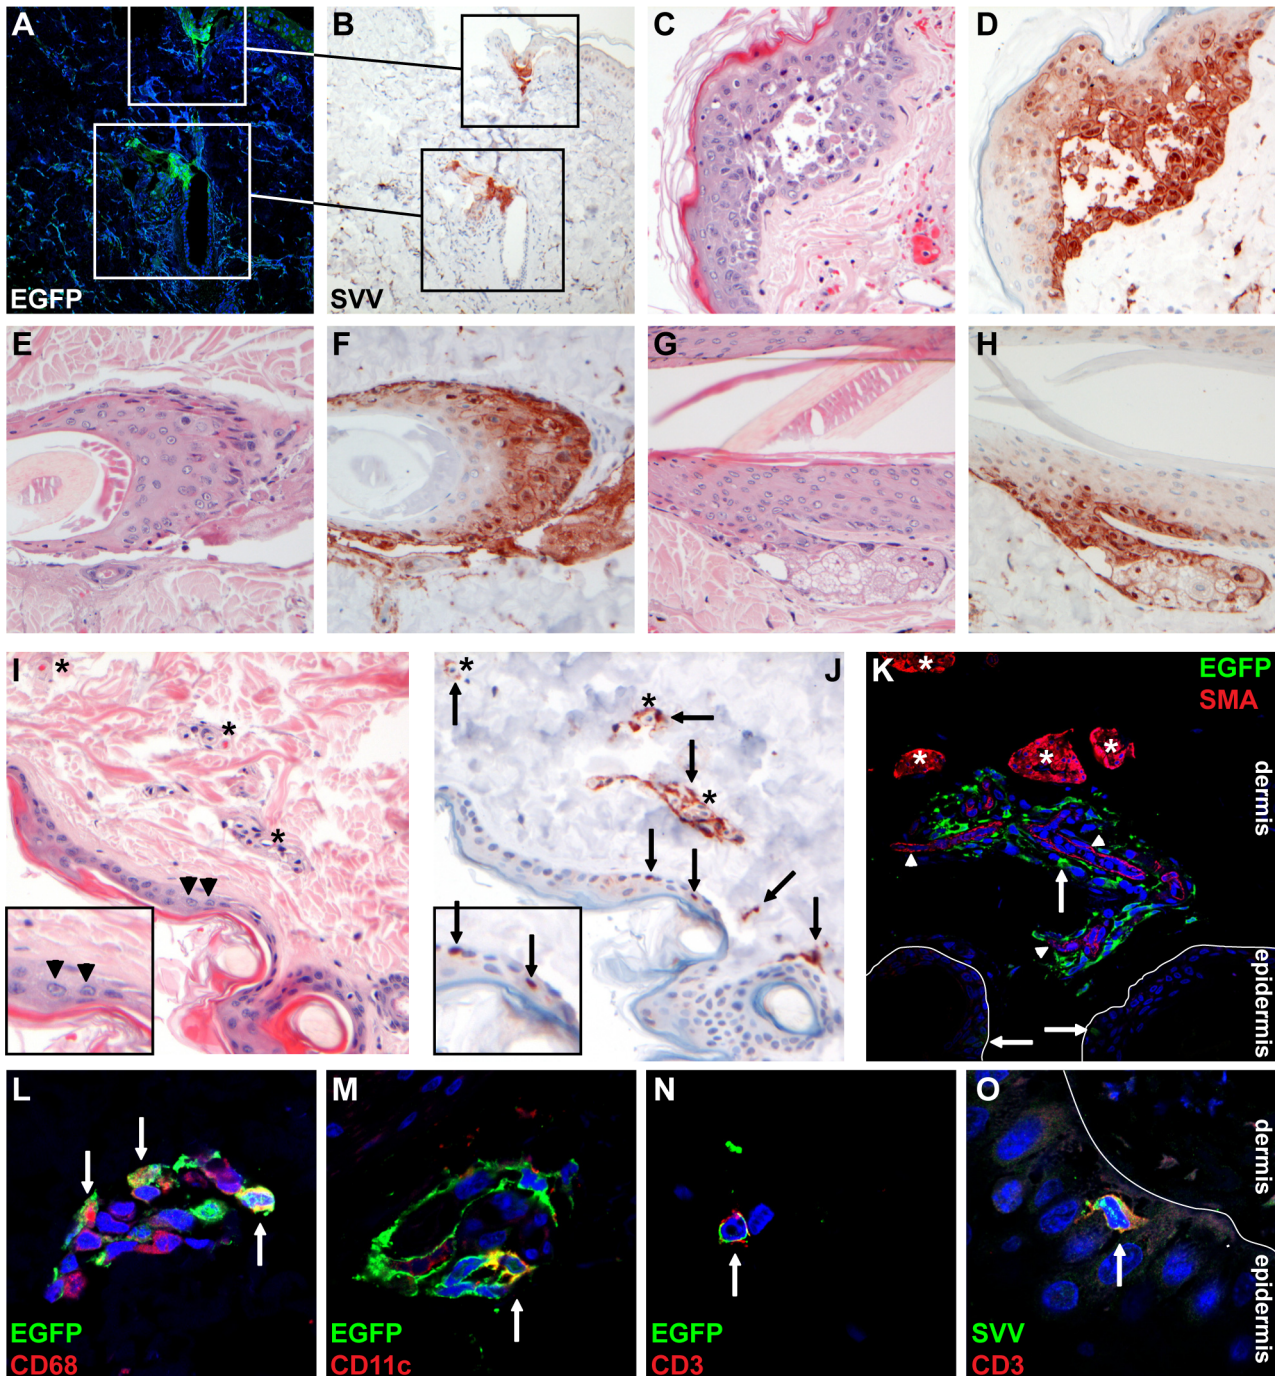 A
EGFP
B
SVV
C
D
E
F
G
H
I
*
*
*
J
*
*
*
K
EGFP
SMA
*
*
*
*
dermis
epidermis
L
EGFP
CD68
M
EGFP
CD11c
N
EGFP
CD3
O
SVV
CD3
dermis
epidermis